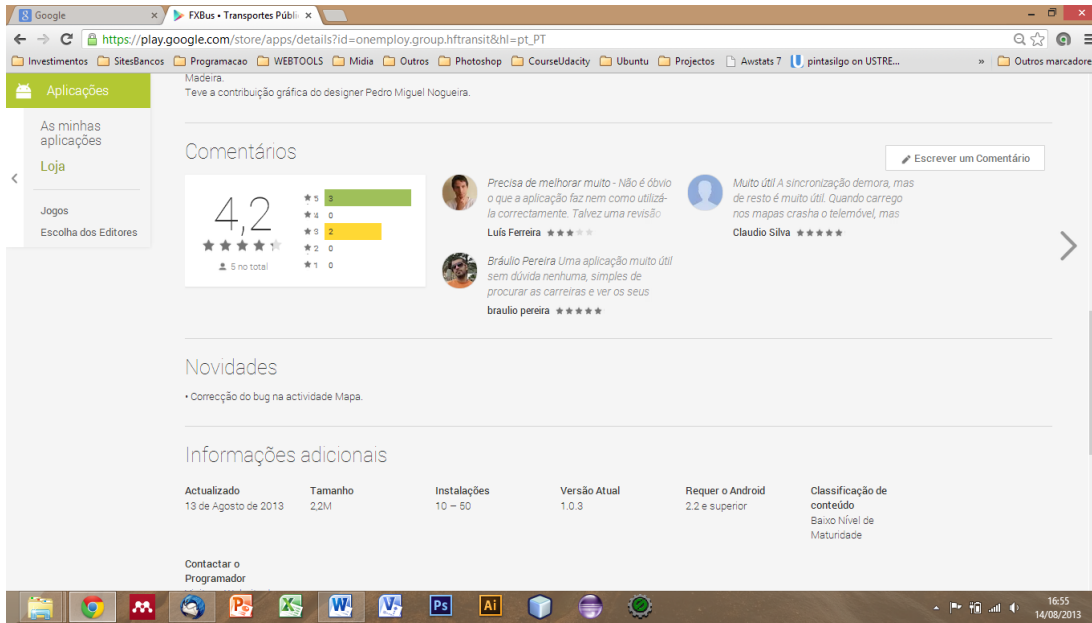 Google
FXBus • Transportes Públi
https://play.google.com/store/apps/details?id=onemploy.group.hftransit&hl=pt_PT
Investimentos SitesBancos Programacao WEBTOOLS Midia Outros Photoshop CourseUdacity Ubuntu Projectos Awstats 7 pintasilgo on USTRE... » Outros marcadore
Aplicações
As minhas
aplicações
Loja
Jogos
Escolha dos Editores
Madeira.
Teve a contribuição gráfica do designer Pedro Miguel Nogueira.
Comentários
Escrever um Comentário
4,2
5 no total
5 3
4 0
3 2
2 0
1 0
Precisa de melhorar muito - Não é óbvio
o que a aplicação faz nem como utilizá-
la correctamente. Talvez uma revisão
Luís Ferreira
Muito útil A sincronização demora, mas
de resto é muito útil. Quando carrego
nos mapas crasha o telemóvel, mas
Claudio Silva
Bráulio Pereira Uma aplicação muito útil
sem dúvida nenhuma, simples de
procurar as carreiras e ver os seus
braulio pereira
Novidades
• Correcção do bug na actividade Mapa.
Informações adicionais
Actualizado
13 de Agosto de 2013
Tamanho
2,2M
Instalações
10 – 50
Versão Atual
1.0.3
Requer o Android
2.2 e superior
Classificação de
conteúdo
Baixo Nível de
Maturidade
Contactar o
Programador
Ps
Ai
16:55
14/08/2013